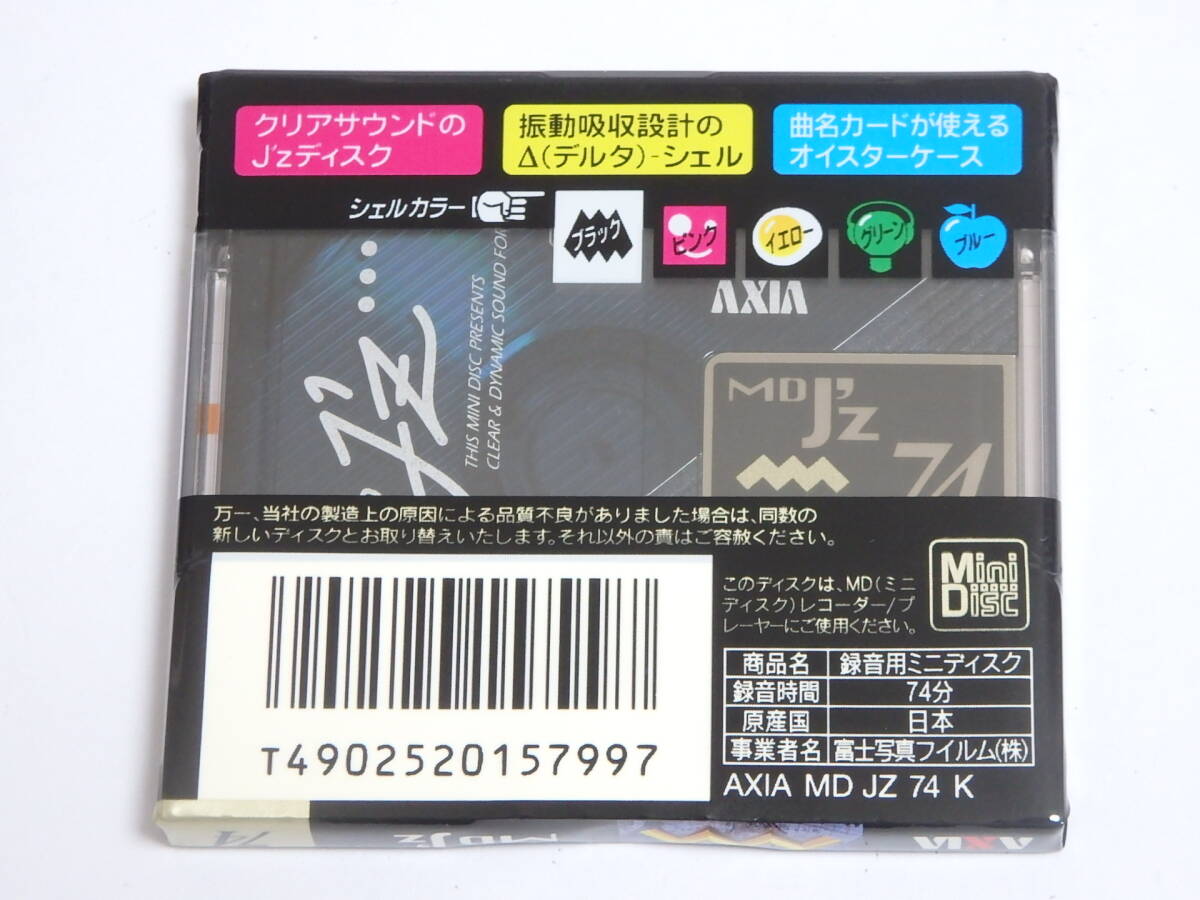 クリアサウンドの
J'zディスク
振動吸収設計の
Δ(デルタ)-シェル
曲名カードが使える
オイスターケース
シェルカラー
ブラック
ピンク
イエロー
グリーン
ブルー
J'z
THIS MINI DISC PRESENTS
CLEAR & DYNAMIC SOUND FOR
AXIA
MD J'z
74
万一、当社の製造上の原因による品質不良がありました場合は、同数の
新しいディスクとお取り替えいたします。それ以外の責はご容赦ください。
このディスクは、MD(ミニ
ディスク)レコーダー/プ
レーヤーにご使用ください。
Mini
Disc
商品名 録音用ミニディスク
録音時間 74分
原産国 日本
事業者名 富士写真フイルム(株)
AXIA MD JZ 74 K
T4902520157997
74
MD J'z
AXIA